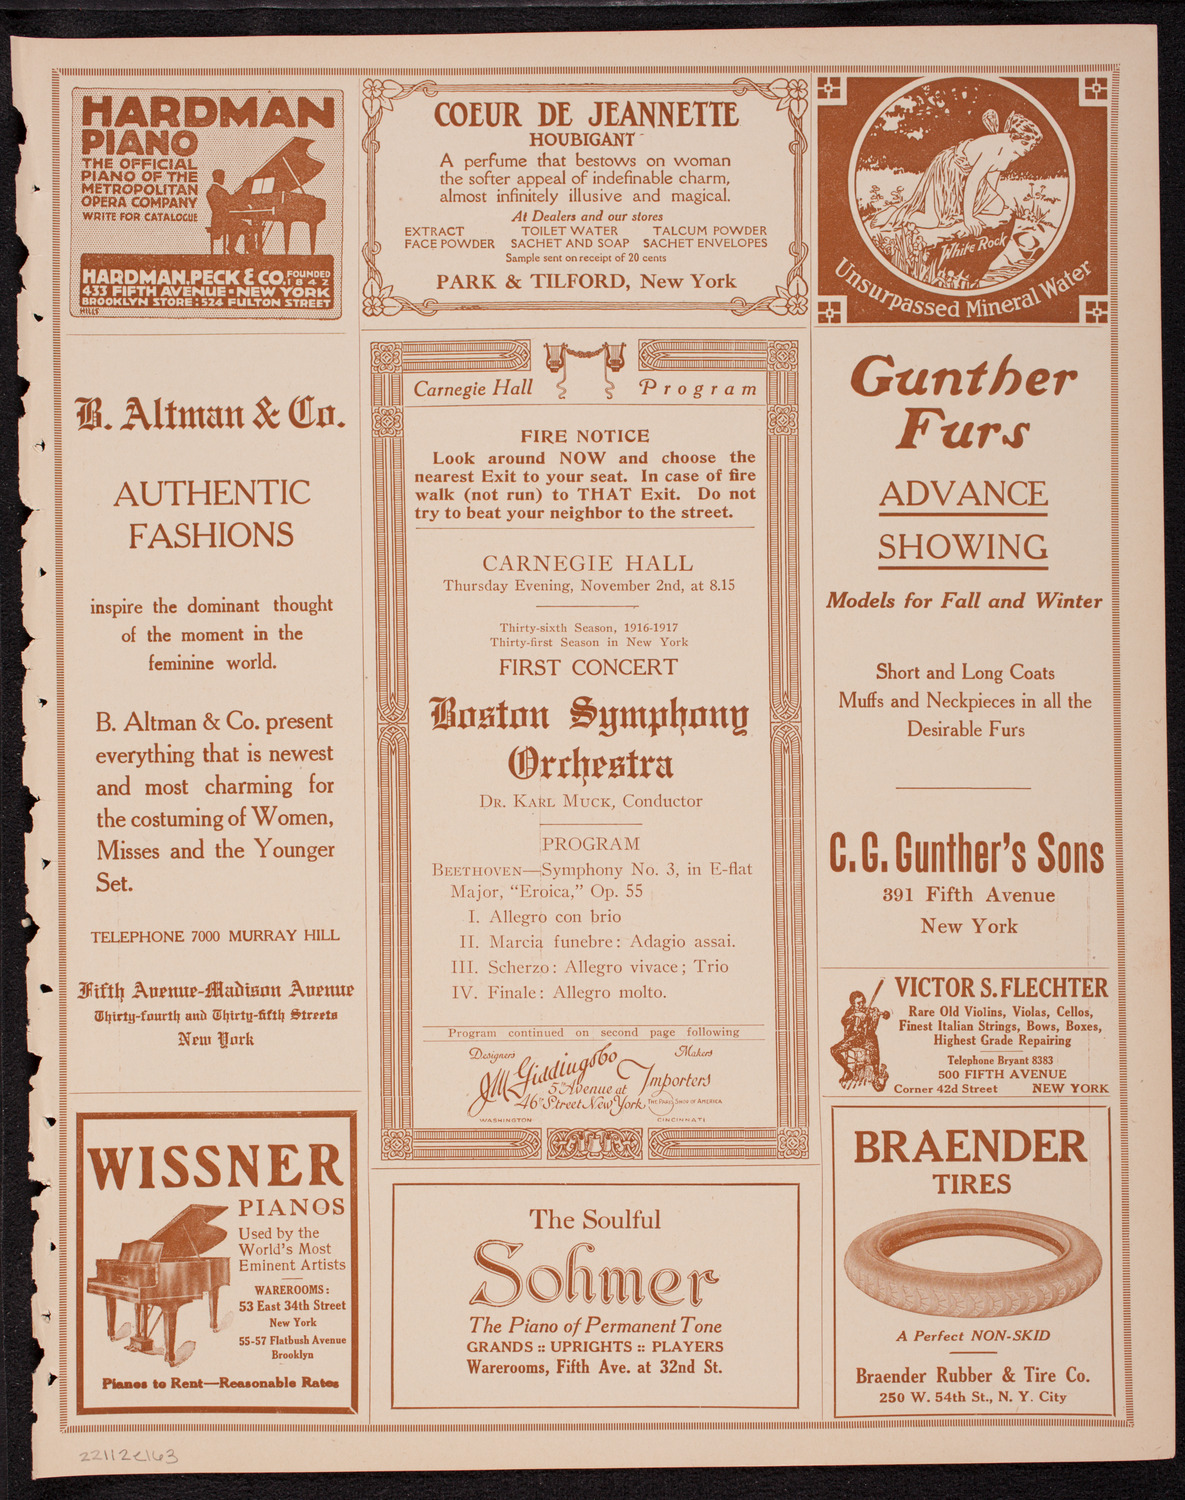 HARDMAN
PIANO
THE OFFICIAL
PIANO OF THE
METROPOLITAN
OPERA COMPANY
WRITE FOR CATALOGUE
HARDMAN, PECK & CO. FOUNDED 1842
433 FIFTH AVENUE • NEW YORK
BROOKLYN STORE: 524 FULTON STREET
HILLS
COEUR DE JEANNETTE
HOUBIGANT
A perfume that bestows on woman
the softer appeal of indefinable charm,
almost infinitely illusive and magical.
At Dealers and our stores
EXTRACT TOILET WATER TALCUM POWDER
FACE POWDER SACHET AND SOAP SACHET ENVELOPES
Sample sent on receipt of 20 cents
PARK & TILFORD, New York
White Rock
Unsurpassed Mineral Water
B. Altman & Co.
AUTHENTIC
FASHIONS
inspire the dominant thought
of the moment in the
feminine world.
B. Altman & Co. present
everything that is newest
and most charming for
the costuming of Women,
Misses and the Younger
Set.
TELEPHONE 7000 MURRAY HILL
Fifth Avenue-Madison Avenue
Thirty-fourth and Thirty-fifth Streets
New York
WISSNER
PIANOS
Used by the
World's Most
Eminent Artists
WAREROOMS:
53 East 34th Street
New York
55-57 Flatbush Avenue
Brooklyn
Pianos to Rent—Reasonable Rates
Carnegie Hall Program
FIRE NOTICE
Look around NOW and choose the
nearest Exit to your seat. In case of fire
walk (not run) to THAT Exit. Do not
try to beat your neighbor to the street.
CARNEGIE HALL
Thursday Evening, November 2nd, at 8.15
Thirty-sixth Season, 1916-1917
Thirty-first Season in New York
FIRST CONCERT
Boston Symphony
Orchestra
DR. KARL MUCK, Conductor
PROGRAM
BEETHOVEN—Symphony No. 3, in E-flat
Major, "Eroica," Op. 55
I. Allegro con brio
II. Marcia funebre: Adagio assai.
III. Scherzo: Allegro vivace; Trio
IV. Finale: Allegro molto.
Program continued on second page following
Designers Makers
JM Gidding & Co Importers
5th Avenue at
46th Street New York
THE PARIS SHOP OF AMERICA
WASHINGTON CINCINNATI
The Soulful
Sohmer
The Piano of Permanent Tone
GRANDS :: UPRIGHTS :: PLAYERS
Warerooms, Fifth Ave. at 32nd St.
Gunther
Furs
ADVANCE
SHOWING
Models for Fall and Winter
Short and Long Coats
Muffs and Neckpieces in all the
Desirable Furs
C.G. Gunther's Sons
391 Fifth Avenue
New York
VICTOR S. FLECHTER
Rare Old Violins, Violas, Cellos,
Finest Italian Strings, Bows, Boxes,
Highest Grade Repairing
Telephone Bryant 8383
500 FIFTH AVENUE
Corner 42d Street NEW YORK
BRAENDER
TIRES
A Perfect NON-SKID
Braender Rubber & Tire Co.
250 W. 54th St., N. Y. City